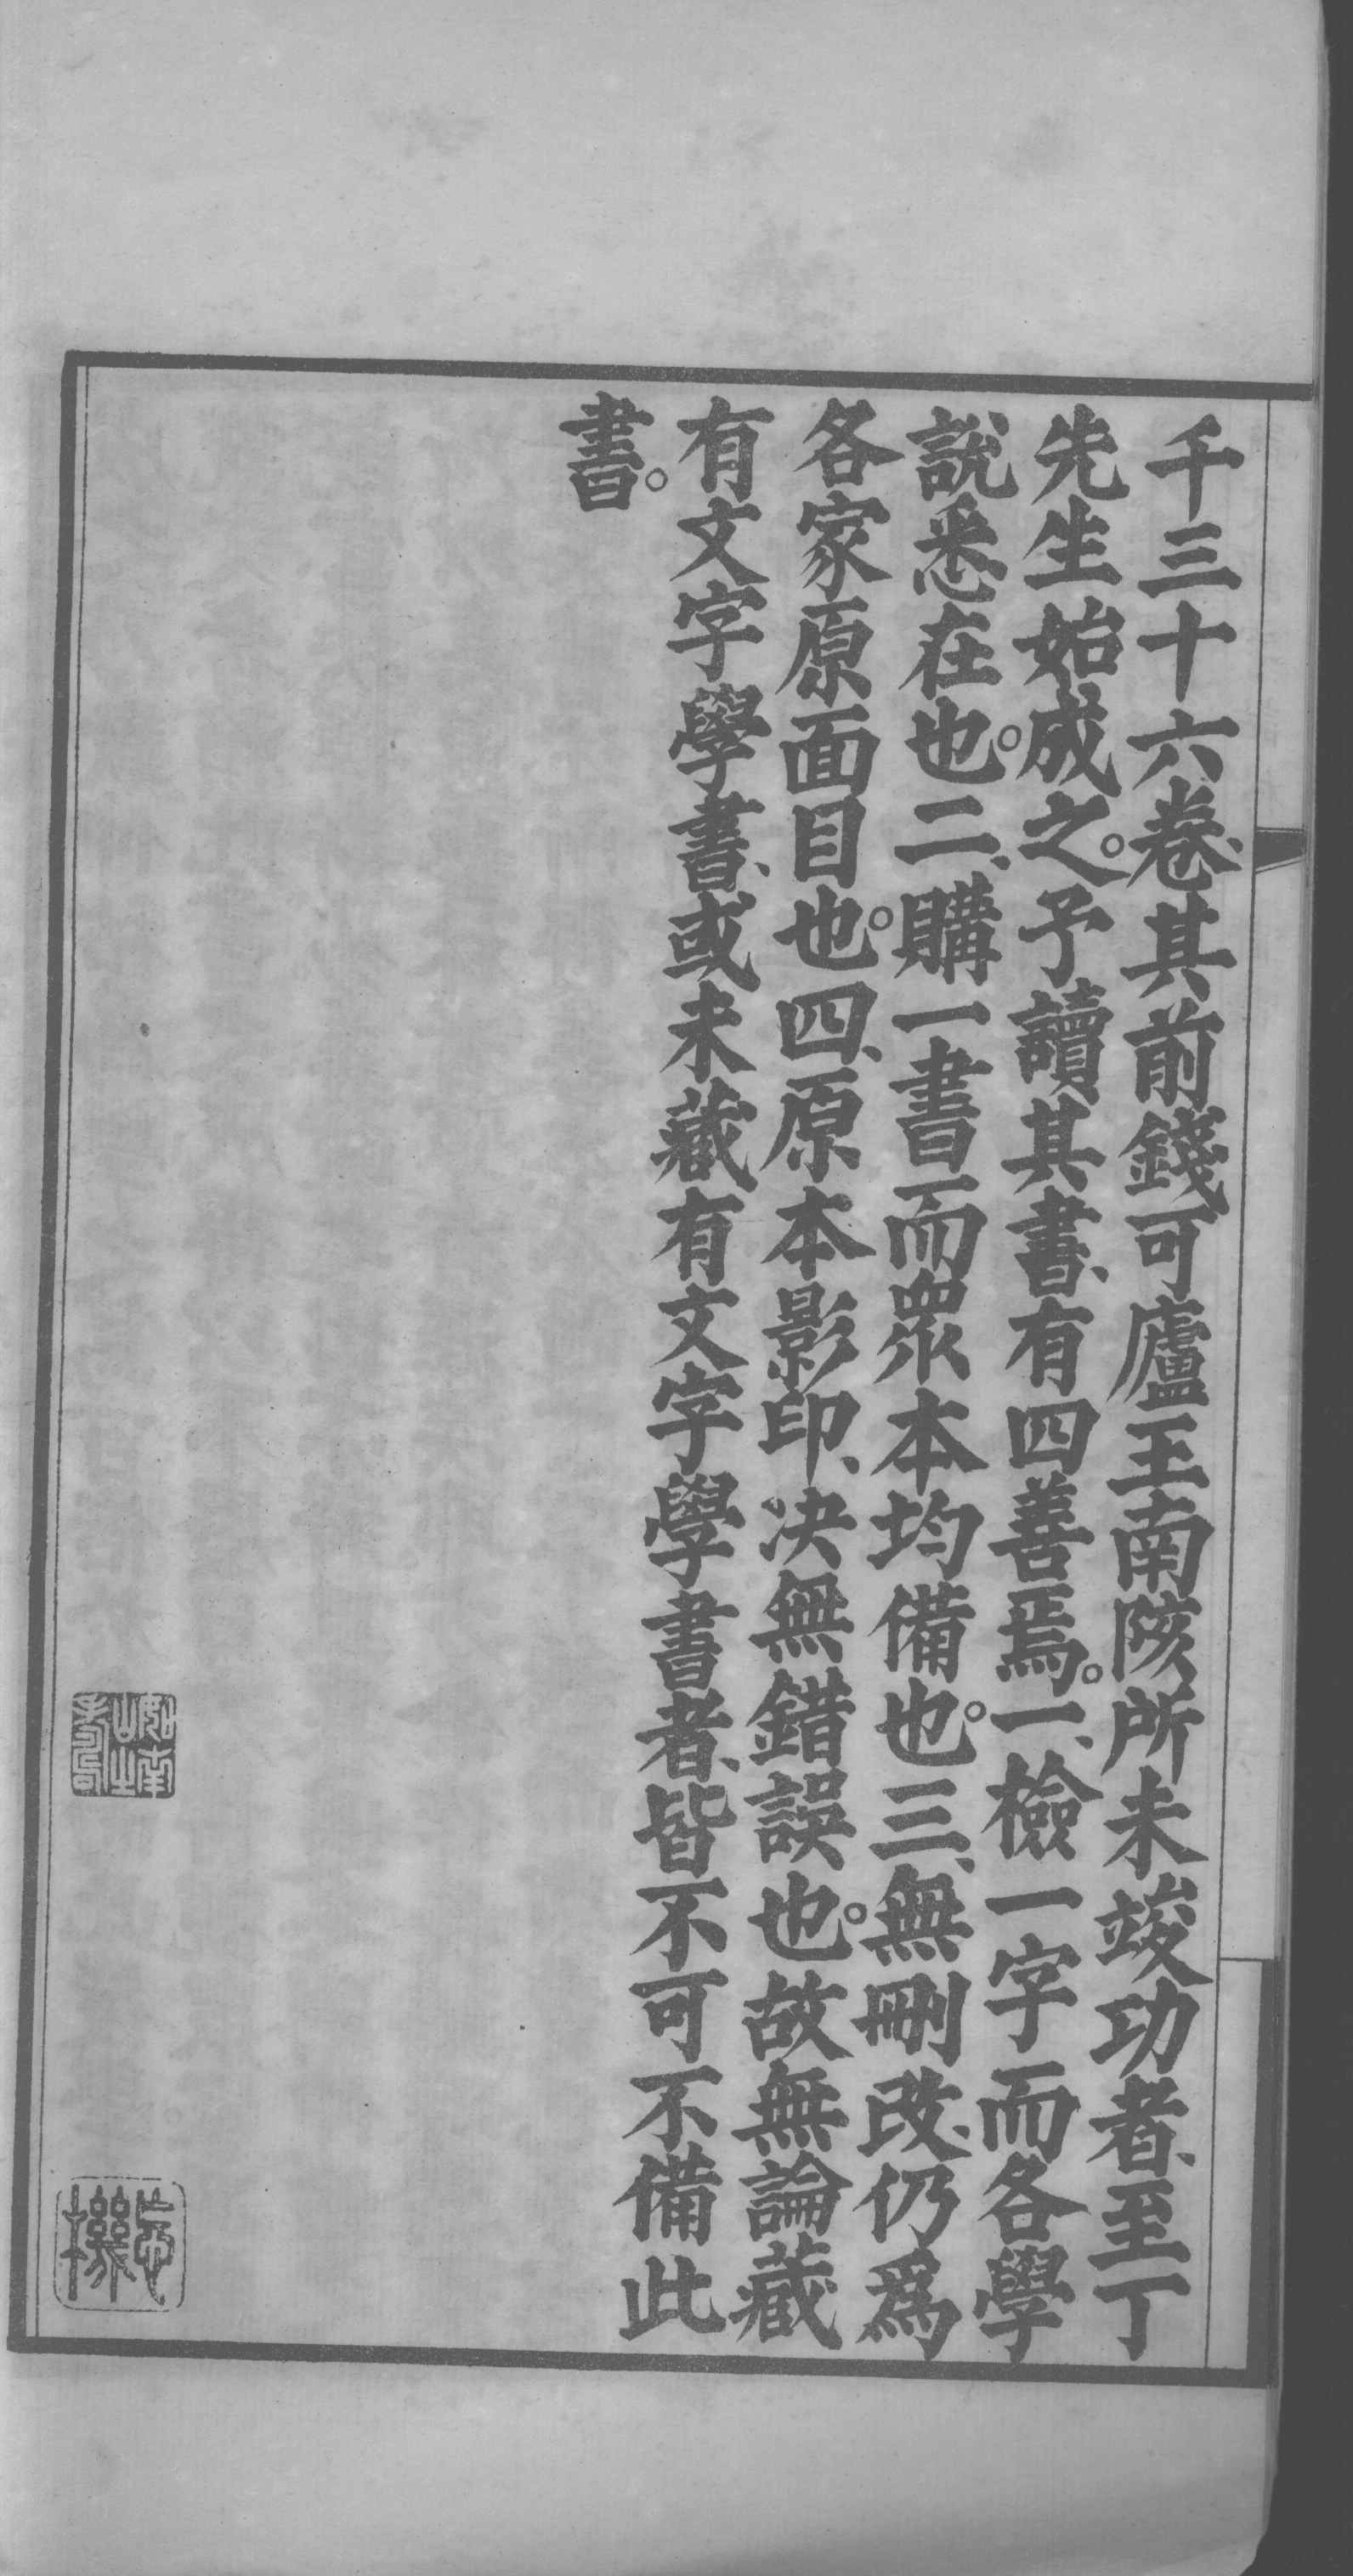 千三十六卷、其前錢可廬王南陔所未竣功者、至丁
先生始成之。予讀其書、有四善焉。一、檢一字而各學
說悉在也。二、購一書而眾本均備也。三、無刪改、仍爲
各家原面目也。四、原本影印、决無錯誤也。故無論藏
有文字學書、或未藏有文字學書者、皆不可不備此
書。